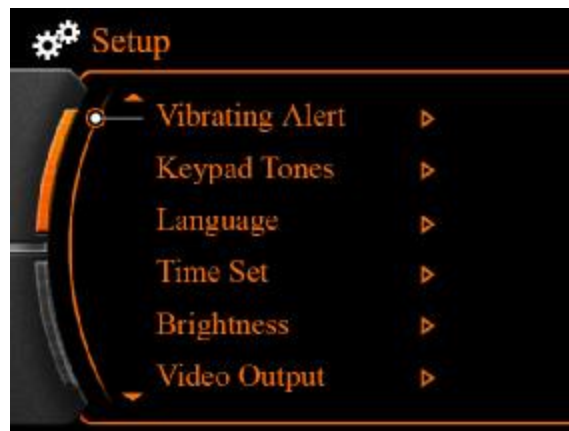 Setup
Vibrating Alert
Keypad Tones
Language
Time Set
Brightness
Video Output